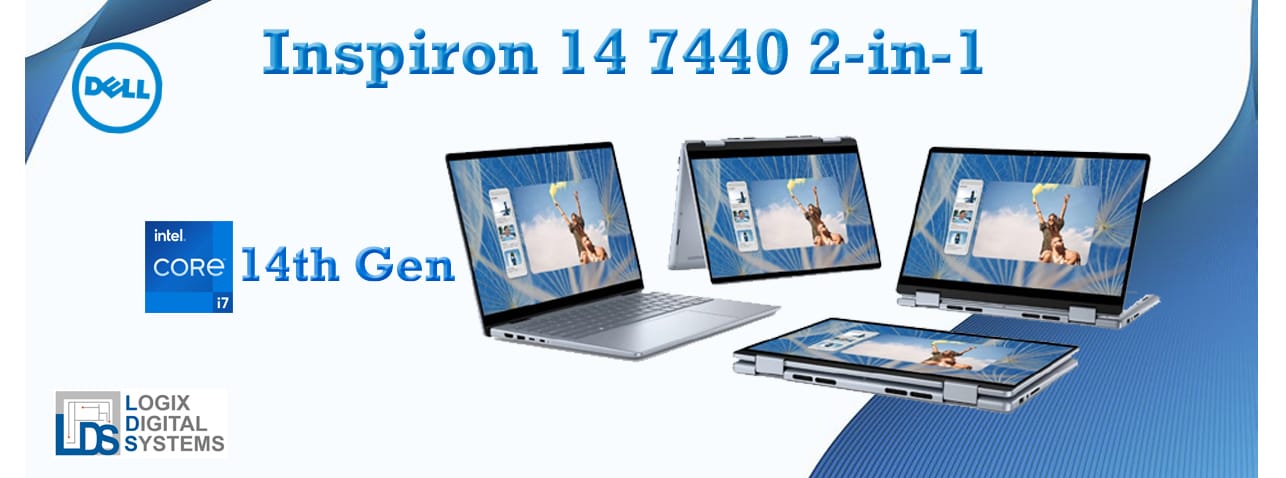 Inspiron 14 7440 2-in-1
DELL
intel.
CORE
i7
14th Gen
LDS
LOGIX
DIGITAL
SYSTEMS